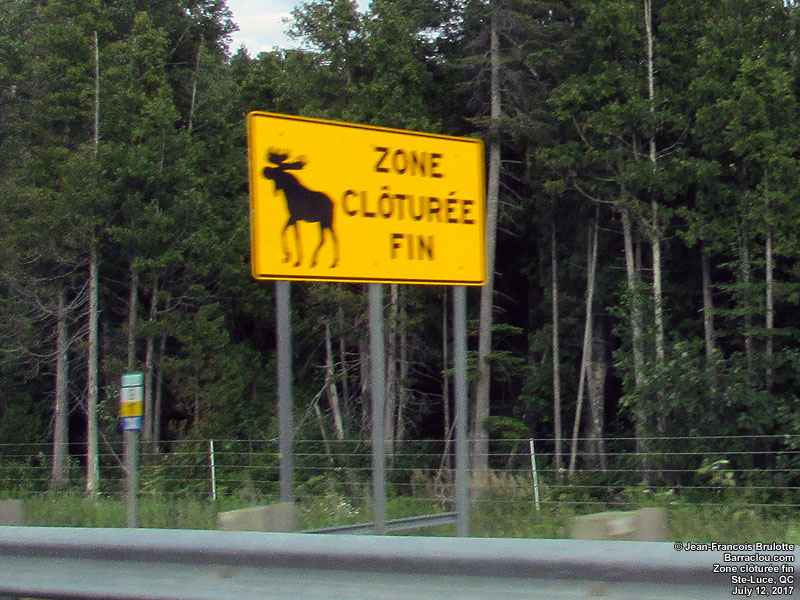 ZONE
CLÔTURÉE
FIN
© Jean-François Brulotte
Barraclou.com
Zone clôturée fin
Ste-Luce, QC
July 12, 2017